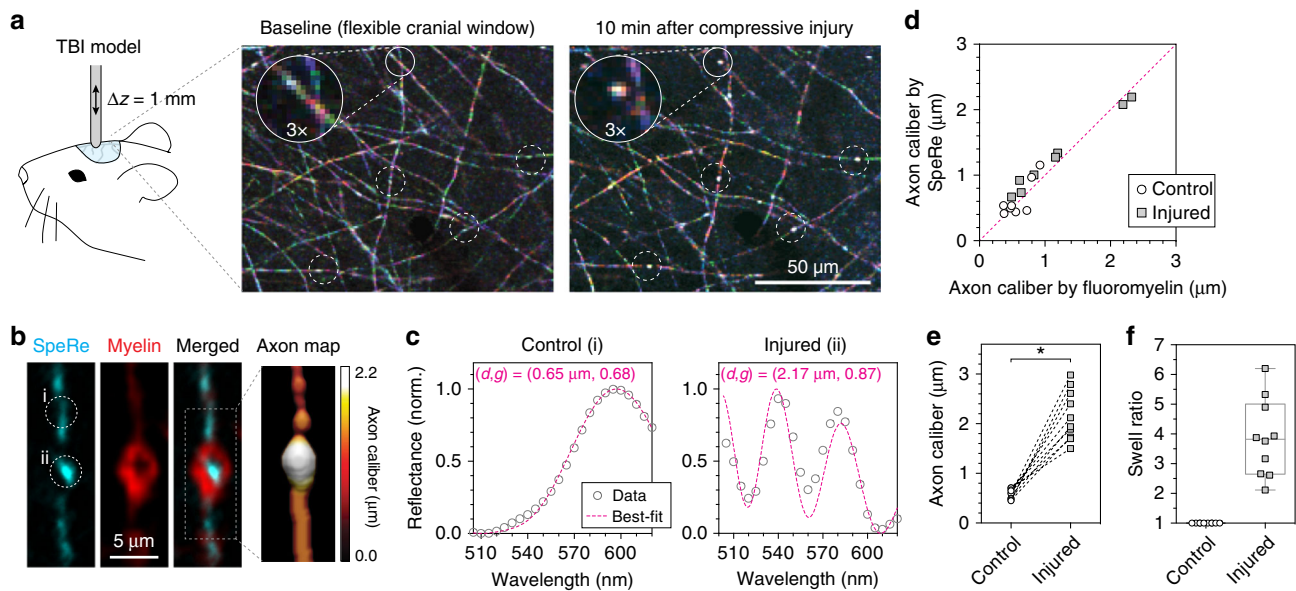 a
TBI model
Δz = 1 mm
Baseline (flexible cranial window)
3×
10 min after compressive injury
3×
50 μm
b
SpeRe
Myelin
Merged
Axon map
i
ii
5 μm
2.2
Axon caliber (μm)
0.0
c
Control (i)
(d,g) = (0.65 μm, 0.68)
Reflectance (norm.)
1.0
0.5
0.0
510
540
570
600
Wavelength (nm)
Injured (ii)
(d,g) = (2.17 μm, 0.87)
1.0
0.5
0.0
Data
Best-fit
510
540
570
600
Wavelength (nm)
d
Axon caliber by
SpeRe (μm)
3
2
1
0
Control
Injured
0
1
2
3
Axon caliber by fluoromyelin (μm)
e
*
Axon caliber (μm)
3
2
1
0
Control
Injured
f
Swell ratio
7
6
5
4
3
2
1
Control
Injured